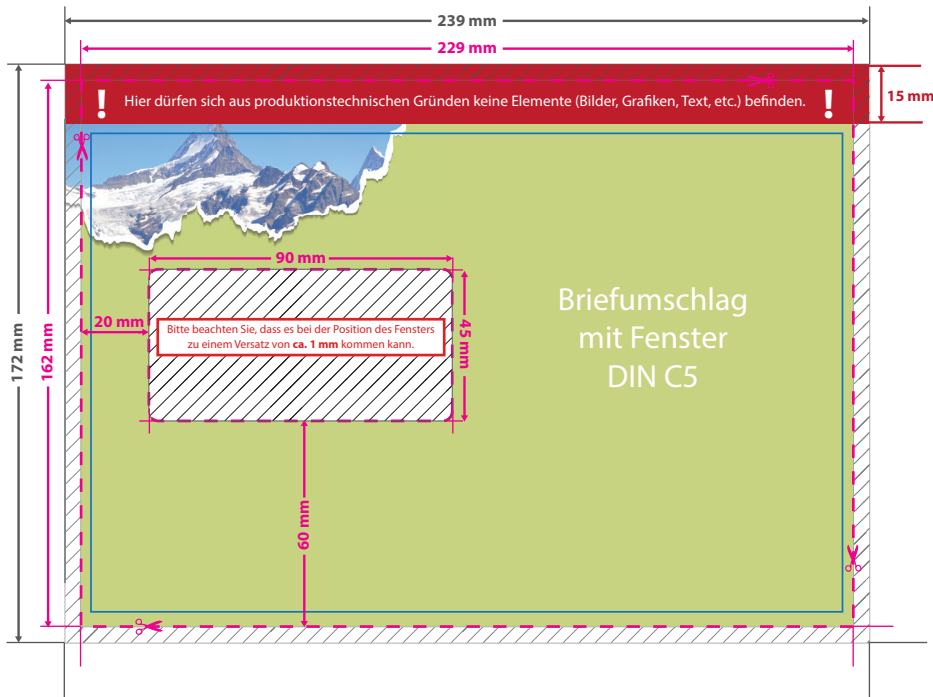 239 mm
229 mm
! Hier dürfen sich aus produktionstechnischen Gründen keine Elemente (Bilder, Grafiken, Text, etc.) befinden. !
15 mm
90 mm
20 mm
Bitte beachten Sie, dass es bei der Position des Fensters
zu einem Versatz von ca. 1 mm kommen kann.
45 mm
Briefumschlag
mit Fenster
DIN C5
172 mm
162 mm
60 mm